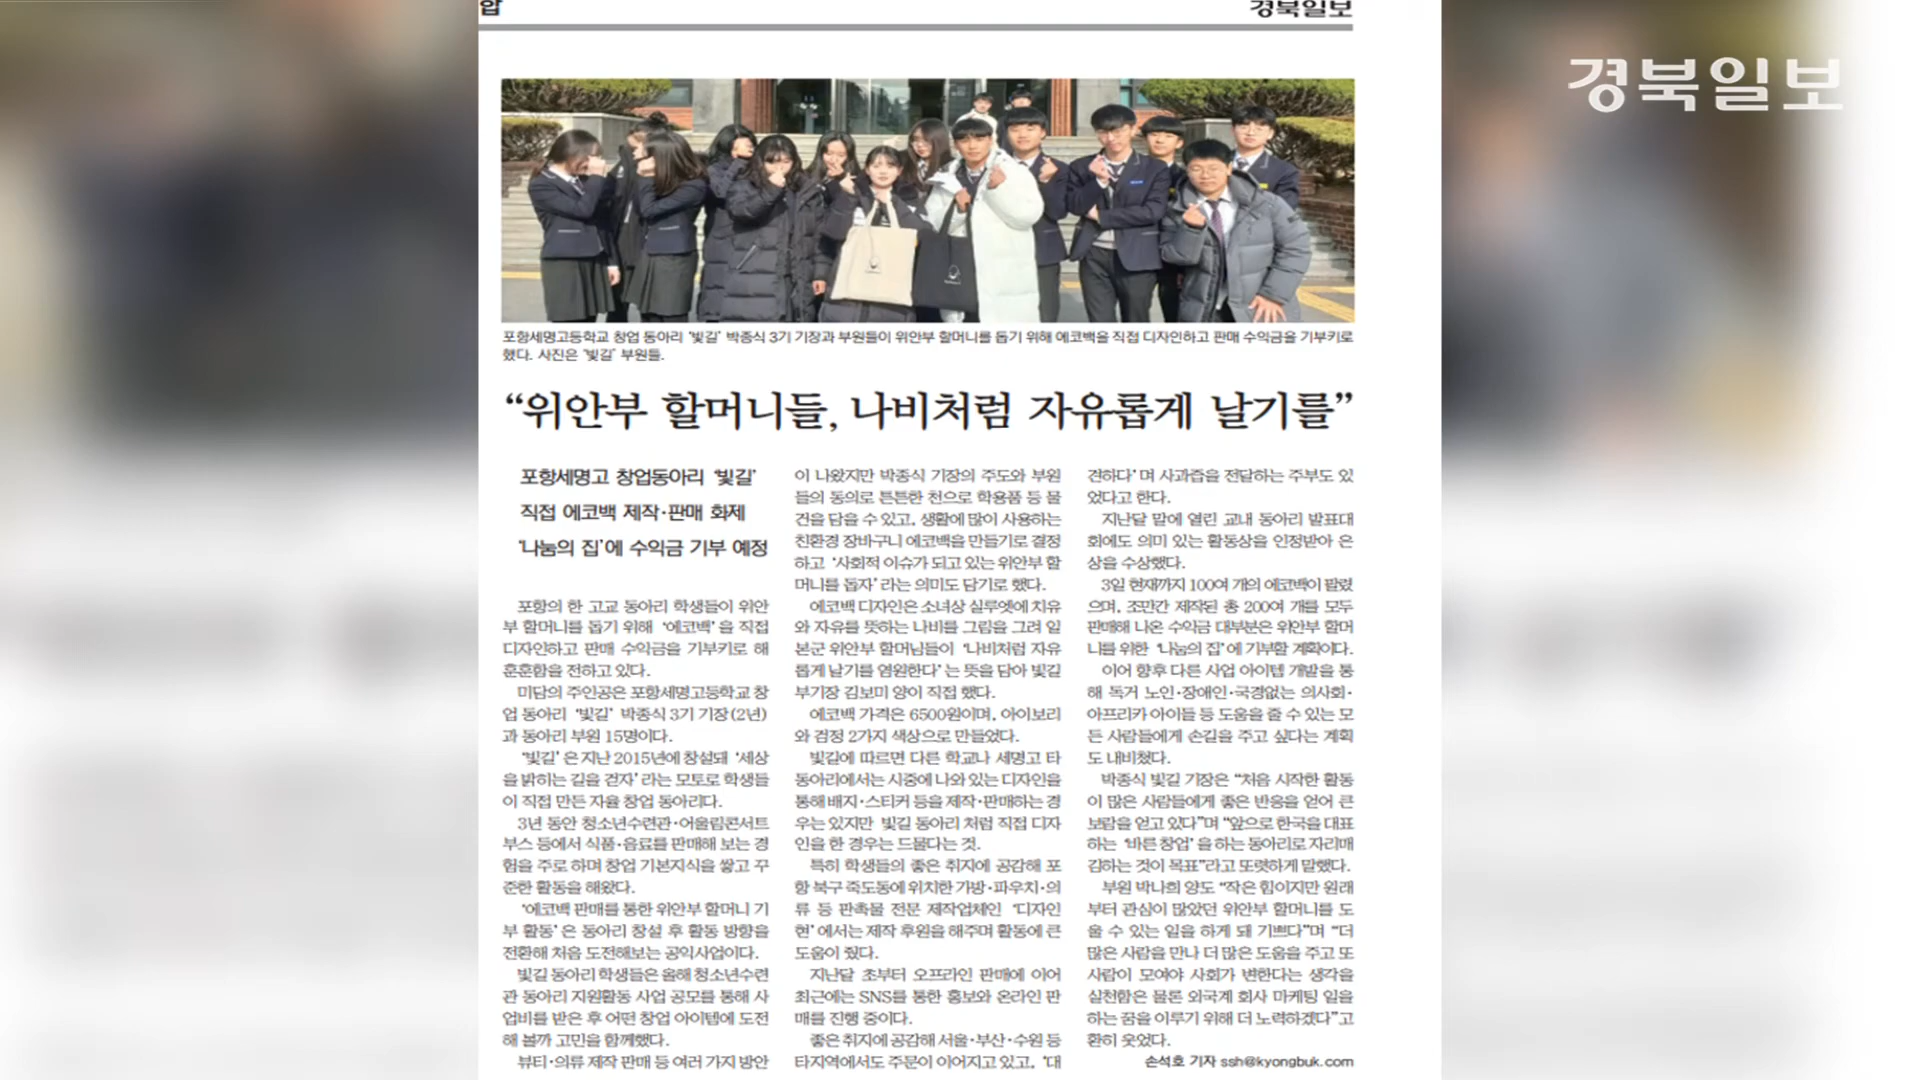 합
경북일보
경북일보
포항세명고등학교 창업 동아리 '빛길' 박종식 3기 기장과 부원들이 위안부 할머니를 돕기 위해 에코백을 직접 디자인하고 판매 수익금을 기부키로
했다. 사진은 '빛길' 부원들.
“위안부 할머니들, 나비처럼 자유롭게 날기를”
포항세명고 창업동아리 '빛길'
직접 에코백 제작·판매 화제
'나눔의 집'에 수익금 기부 예정
포항의 한 고교 동아리 학생들이 위안
부 할머니를 돕기 위해 '에코백'을 직접
디자인하고 판매 수익금을 기부키로 해
훈훈함을 전하고 있다.
미담의 주인공은 포항세명고등학교 창
업 동아리 '빛길' 박종식 3기 기장(2년)
과 동아리 부원 15명이다.
'빛길'은 지난 2015년에 창설돼 '세상
을 밝히는 길을 걷자'라는 모토로 학생들
이 직접 만든 자율 창업 동아리다.
3년 동안 청소년수련관·어울림콘서트
부스 등에서 식품·음료를 판매해 보는 경
험을 주로 하며 창업 기본지식을 쌓고 꾸
준한 활동을 해왔다.
'에코백 판매를 통한 위안부 할머니 기
부 활동'은 동아리 창설 후 활동 방향을
전환해 처음 도전해보는 공익사업이다.
빛길 동아리 학생들은 올해 청소년수련
관 동아리 지원활동 사업 공모를 통해 사
업비를 받은 후 어떤 창업 아이템에 도전
해 볼까 고민을 함께했다.
뷰티·의류 제작 판매 등 여러 가지 방안
이 나왔지만 박종식 기장의 주도와 부원
들의 동의로 튼튼한 천으로 학용품 등 물
건을 담을 수 있고, 생활에 많이 사용하는
친환경 장바구니 에코백을 만들기로 결정
하고 '사회적 이슈가 되고 있는 위안부 할
머니를 돕자'라는 의미도 담기로 했다.
에코백 디자인은 소녀상 실루엣에 치유
와 자유를 뜻하는 나비를 그림을 그려 일
본군 위안부 할머님들이 '나비처럼 자유
롭게 날기를 염원한다'는 뜻을 담아 빛길
부기장 김보미 양이 직접 했다.
에코백 가격은 6500원이며, 아이보리
와 검정 2가지 색상으로 만들었다.
빛길에 따르면 다른 학교나 세명고 타
동아리에서는 시중에 나와 있는 디자인을
통해 배지·스티커 등을 제작·판매하는 경
우는 있지만 빛길 동아리 처럼 직접 디자
인을 한 경우는 드물다는 것.
특히 학생들의 좋은 취지에 공감해 포
항 북구 죽도동에 위치한 가방·파우치·의
류 등 판촉물 전문 제작업체인 '디자인
현'에서는 제작 후원을 해주며 활동에 큰
도움이 줬다.
지난달 초부터 오프라인 판매에 이어
최근에는 SNS를 통한 홍보와 온라인 판
매를 진행 중이다.
좋은 취지에 공감해 서울·부산·수원 등
타지역에서도 주문이 이어지고 있고, '대
견하다'며 사과즙을 전달하는 주부도 있
었다고 한다.
지난달 말에 열린 교내 동아리 발표대
회에도 의미 있는 활동상을 인정받아 은
상을 수상했다.
3일 현재까지 100여 개의 에코백이 팔렸
으며, 조만간 제작된 총 200여 개를 모두
판매해 나온 수익금 대부분은 위안부 할머
니를 위한 '나눔의 집'에 기부할 계획이다.
이어 향후 다른 사업 아이템 개발을 통
해 독거 노인·장애인·국경없는 의사회·
아프리카 아이들 등 도움을 줄 수 있는 모
든 사람들에게 손길을 주고 싶다는 계획
도 내비쳤다.
박종식 빛길 기장은 “처음 시작한 활동
이 많은 사람들에게 좋은 반응을 얻어 큰
보람을 얻고 있다”며 “앞으로 한국을 대표
하는 '바른 창업'을 하는 동아리로 자리매
김하는 것이 목표”라고 또렷하게 말했다.
부원 박나희 양도 “작은 힘이지만 원래
부터 관심이 많았던 위안부 할머니를 도
울 수 있는 일을 하게 돼 기쁘다”며 “더
많은 사람을 만나 더 많은 도움을 주고 또
사람이 모여야 사회가 변한다는 생각을
실천함은 물론 외국계 회사 마케팅 일을
하는 꿈을 이루기 위해 더 노력하겠다”고
환히 웃었다.
손석호 기자 ssh@kyongbuk.com